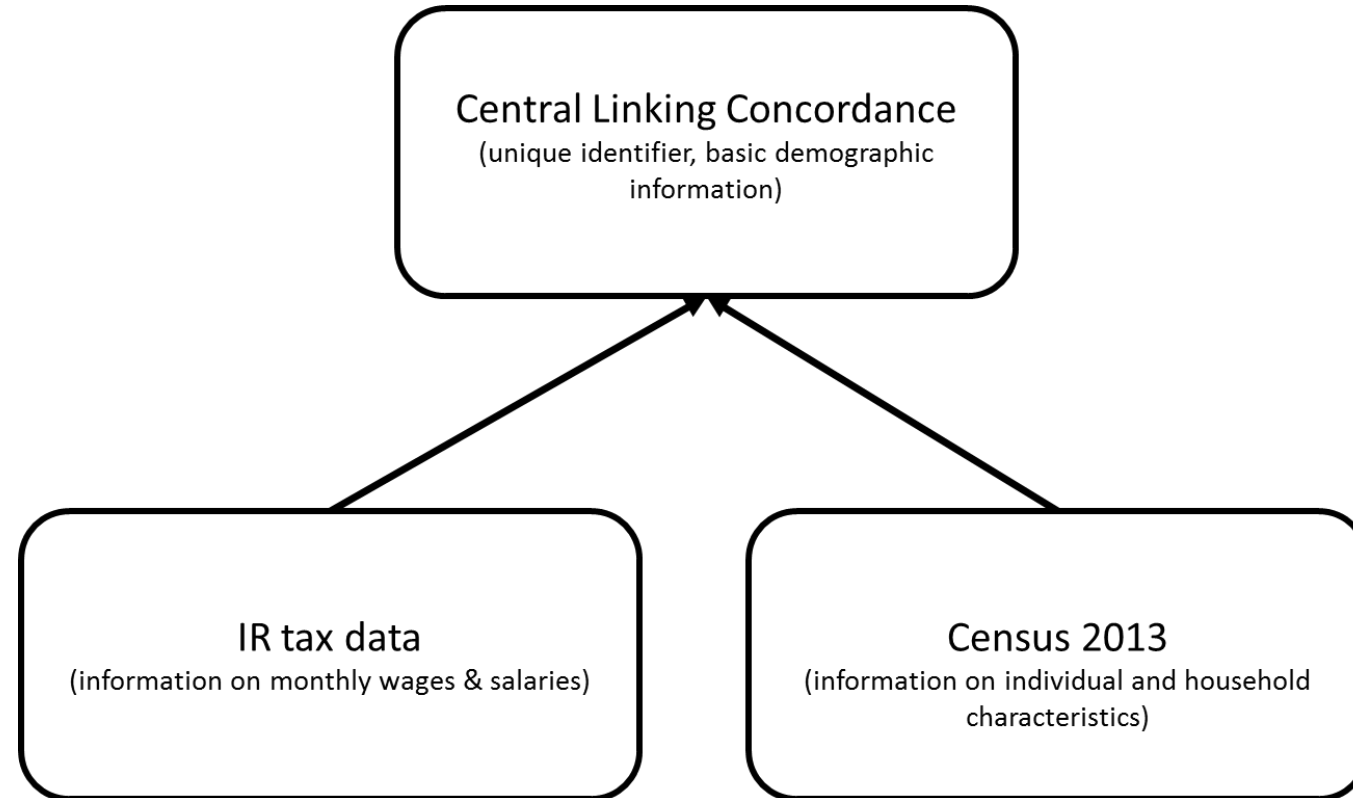 Central Linking Concordance
(unique identifier, basic demographic
information)
IR tax data
(information on monthly wages & salaries)
Census 2013
(information on individual and household
characteristics)